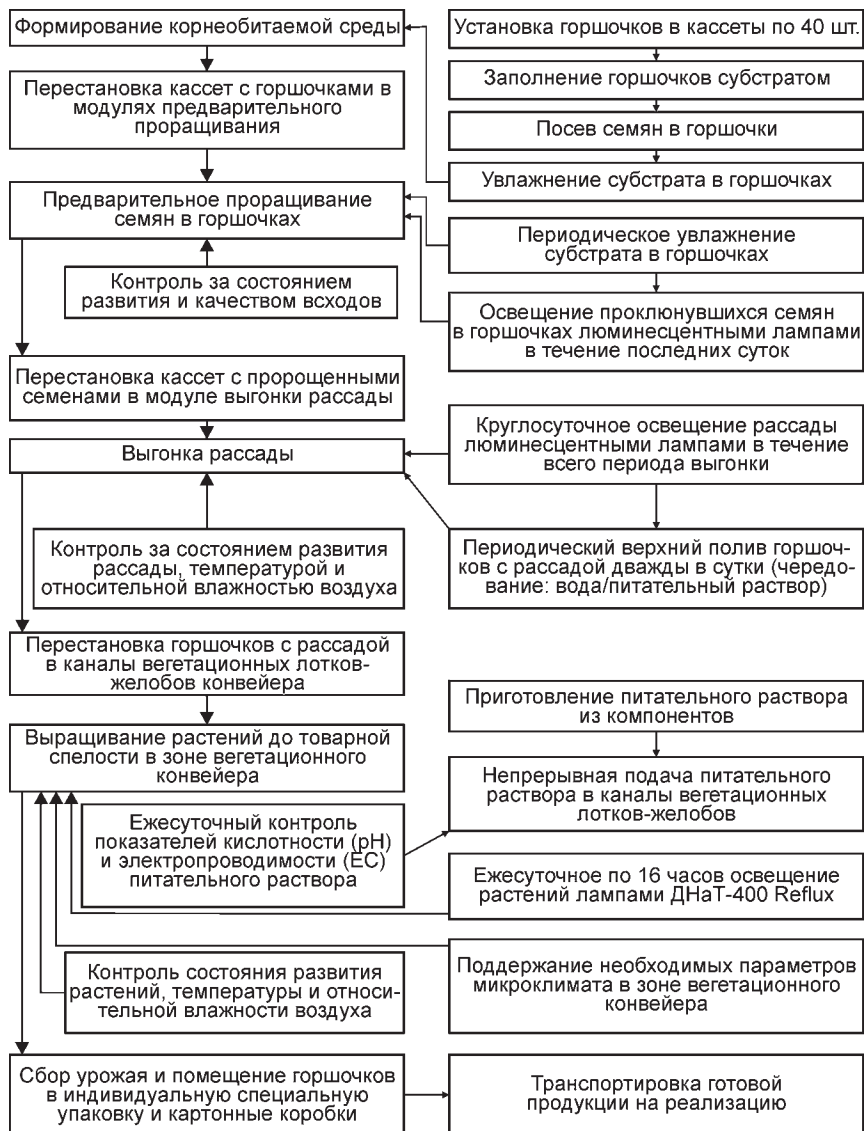 Формирование корнеобитаемой среды
Установка горшочков в кассеты по 40 шт.
Перестановка кассет с горшочками в
модулях предварительного
проращивания
Заполнение горшочков субстратом
Посев семян в горшочки
Увлажнение субстрата в горшочках
Предварительное проращивание
семян в горшочках
Периодическое увлажнение
субстрата в горшочках
Контроль за состоянием
развития и качеством всходов
Освещение проклюнувшихся семян
в горшочках люминесцентными лампами
в течение последних суток
Перестановка кассет с пророщенными
семенами в модуле выгонки рассады
Выгонка рассады
Круглосуточное освещение рассады
люминесцентными лампами в течение
всего периода выгонки
Контроль за состоянием развития
рассады, температурой и
относительной влажностью воздуха
Периодический верхний полив горшоч-
ков с рассадой дважды в сутки (чередо-
вание: вода/питательный раствор)
Перестановка горшочков с рассадой
в каналы вегетационных лотков-
желобов конвейера
Приготовление питательного раствора
из компонентов
Выращивание растений до товарной
спелости в зоне вегетационного
конвейера
Непрерывная подача питательного
раствора в каналы вегетационных
лотков-желобов
Ежесуточный контроль
показателей кислотности (pH)
и электропроводимости (EC)
питательного раствора
Ежесуточное по 16 часов освещение
растений лампами ДНаТ-400 Reflux
Контроль состояния развития
растений, температуры и относи-
тельной влажности воздуха
Поддержание необходимых параметров
микроклимата в зоне вегетационного
конвейера
Сбор урожая и помещение горшочков
в индивидуальную специальную
упаковку и картонные коробки
Транспортировка готовой
продукции на реализацию